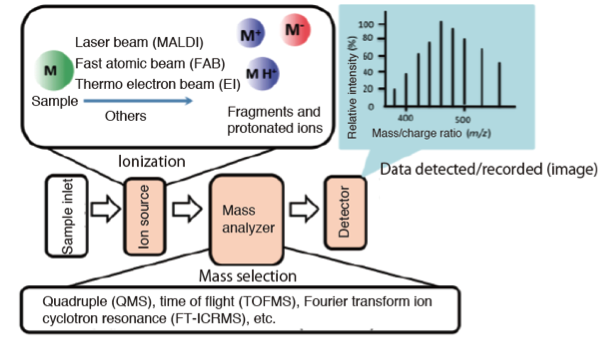 M
Sample
Laser beam (MALDI)
Fast atomic beam (FAB)
Thermo electron beam (EI)
Others
M+
M-
M H+
Fragments and
protonated ions
Ionization
Relative intensity (%)
100
80
60
40
20
0
400
500
Mass/charge ratio (m/z)
Data detected/recorded (image)
Sample inlet
Ion source
Mass
analyzer
Detector
Mass selection
Quadruple (QMS), time of flight (TOFMS), Fourier transform ion
cyclotron resonance (FT-ICRMS), etc.